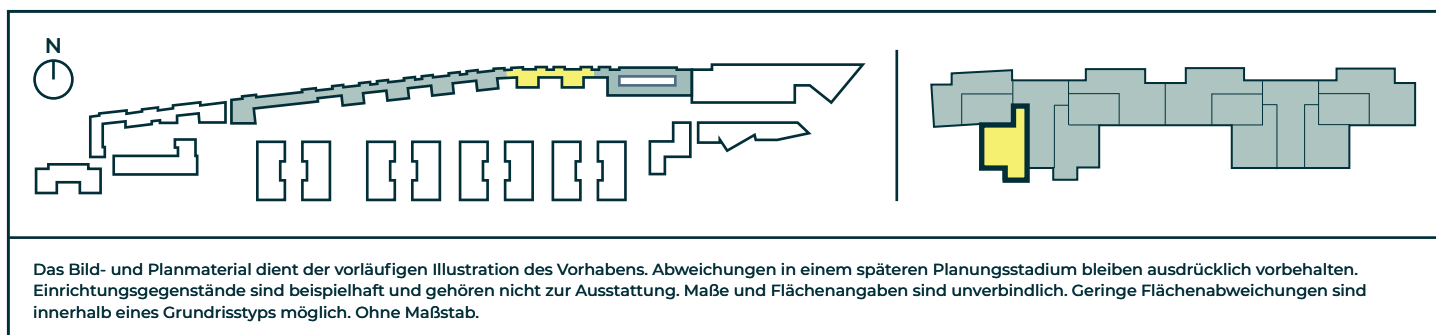 N
Das Bild- und Planmaterial dient der vorläufigen Illustration des Vorhabens. Abweichungen in einem späteren Planungsstadium bleiben ausdrücklich vorbehalten.
Einrichtungsgegenstände sind beispielhaft und gehören nicht zur Ausstattung. Maße und Flächenangaben sind unverbindlich. Geringe Flächenabweichungen sind
innerhalb eines Grundrisstyps möglich. Ohne Maßstab.